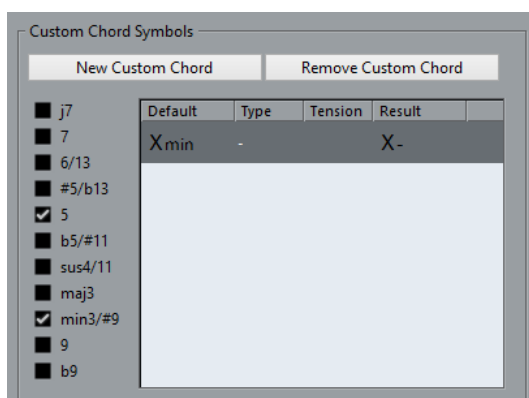 Custom Chord Symbols
New Custom Chord Remove Custom Chord
j7
7
6/13
#5/b13
5
b5/#11
sus4/11
maj3
min3/#9
9
b9
Default Type Tension Result
Xmin - X-